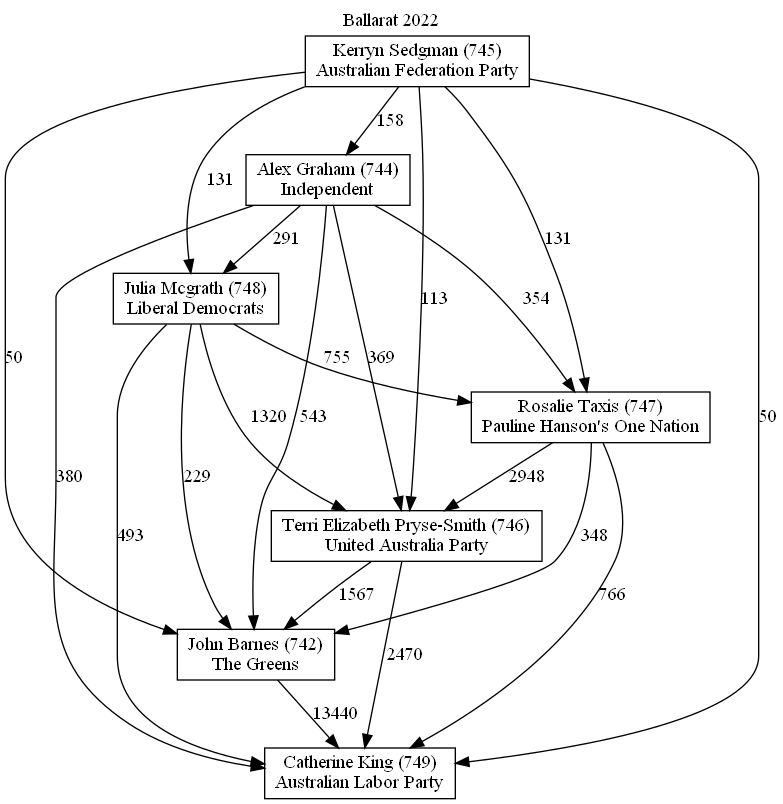 Ballarat 2022
Kerryn Sedgman (745)
Australian Federation Party
158
Alex Graham (744)
Independent
131
291
131
Julia Mcgrath (748)
Liberal Democrats
113
354
50
755
369
Rosalie Taxis (747)
Pauline Hanson's One Nation
1320
543
50
380
229
2948
Terri Elizabeth Pryse-Smith (746)
United Australia Party
493
348
1567
766
John Barnes (742)
The Greens
2470
13440
Catherine King (749)
Australian Labor Party